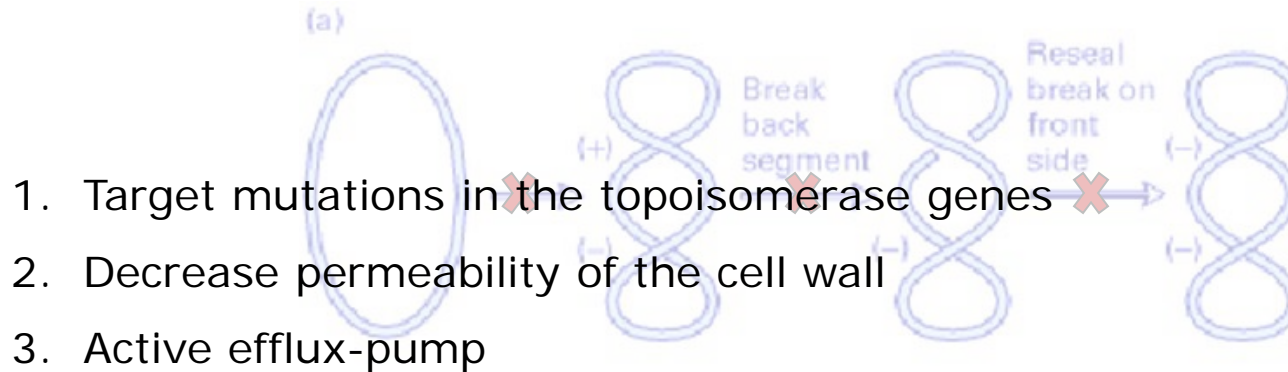 (a)
Reseal
Break break on
back front
(+) segment side (-)
1. Target mutations in the topoisomerase genes
2. Decrease permeability of the cell wall
(-) (-) (-)
3. Active efflux-pump